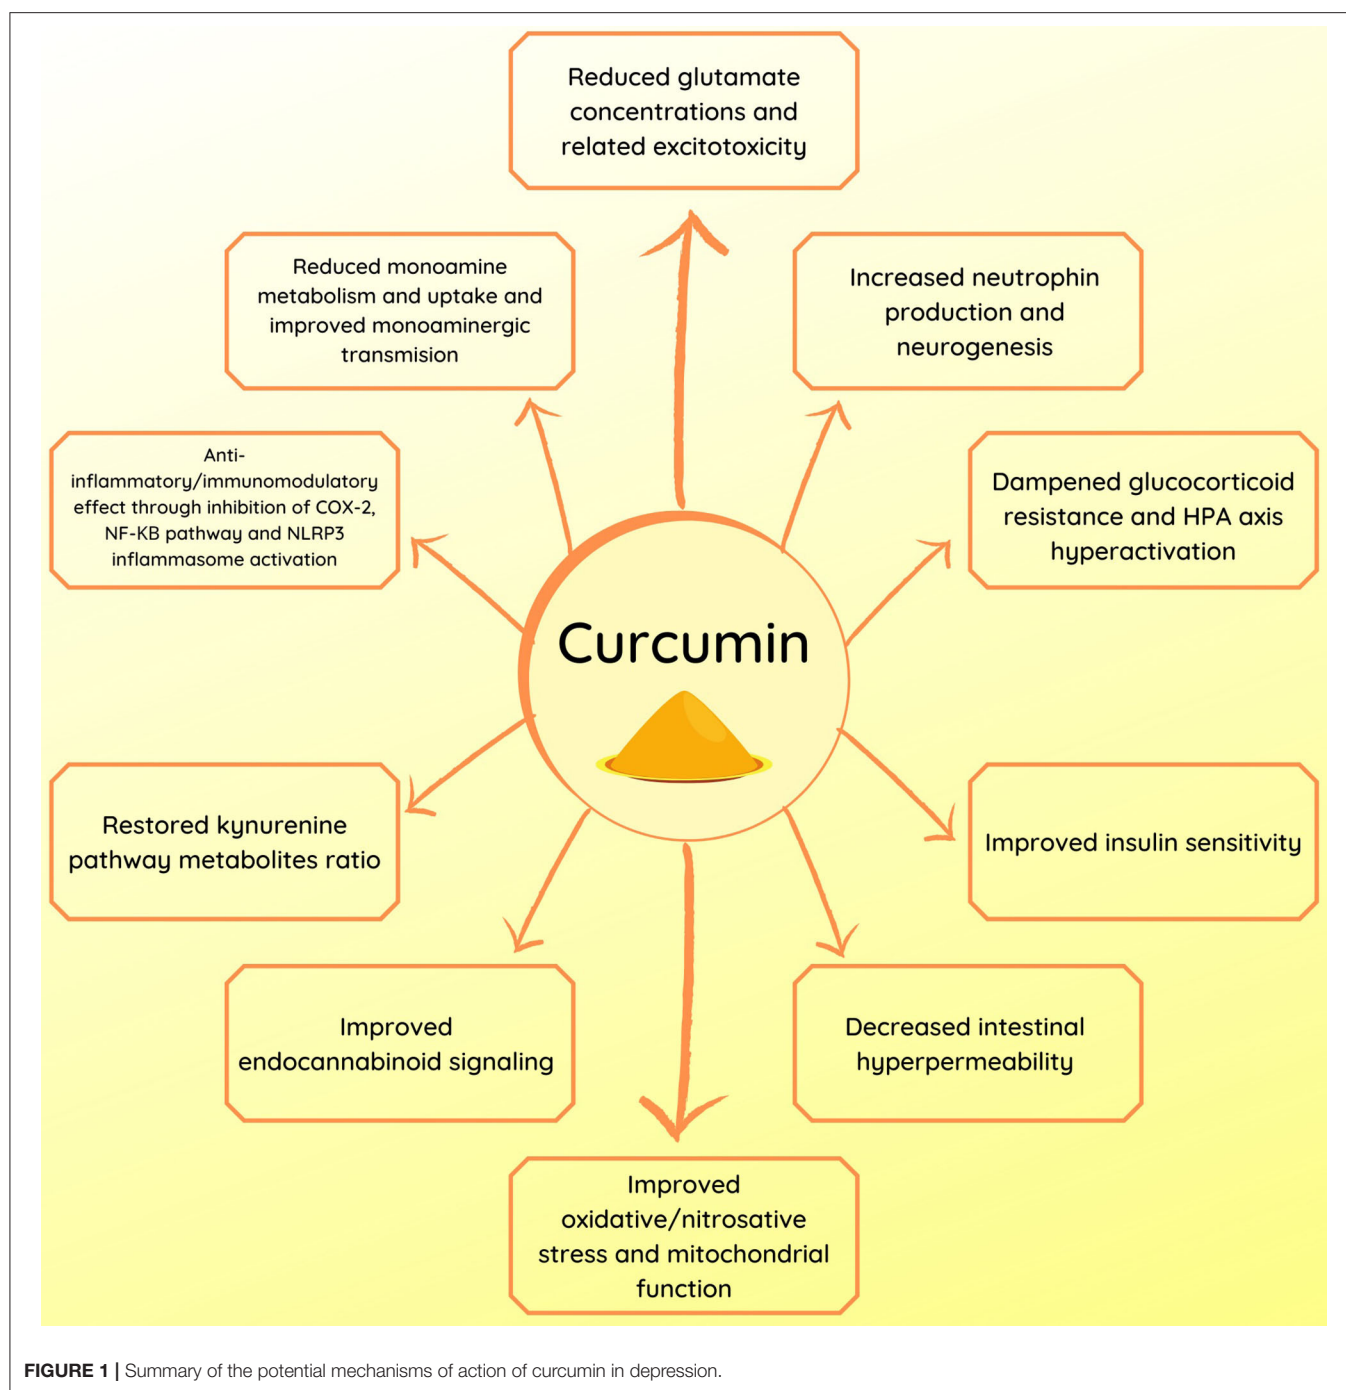 Reduced glutamate
concentrations and
related excitotoxicity
Reduced monoamine
metabolism and uptake and
improved monoaminergic
transmision
Increased neutrophin
production and
neurogenesis
Anti-
inflammatory/immunomodulatory
effect through inhibition of COX-2,
NF-KB pathway and NLRP3
inflammasome activation
Dampened glucocorticoid
resistance and HPA axis
hyperactivation
Curcumin
Restored kynurenine
pathway metabolites ratio
Improved insulin sensitivity
Improved
endocannabinoid signaling
Decreased intestinal
hyperpermeability
Improved
oxidative/nitrosative
stress and mitochondrial
function
FIGURE 1 | Summary of the potential mechanisms of action of curcumin in depression.